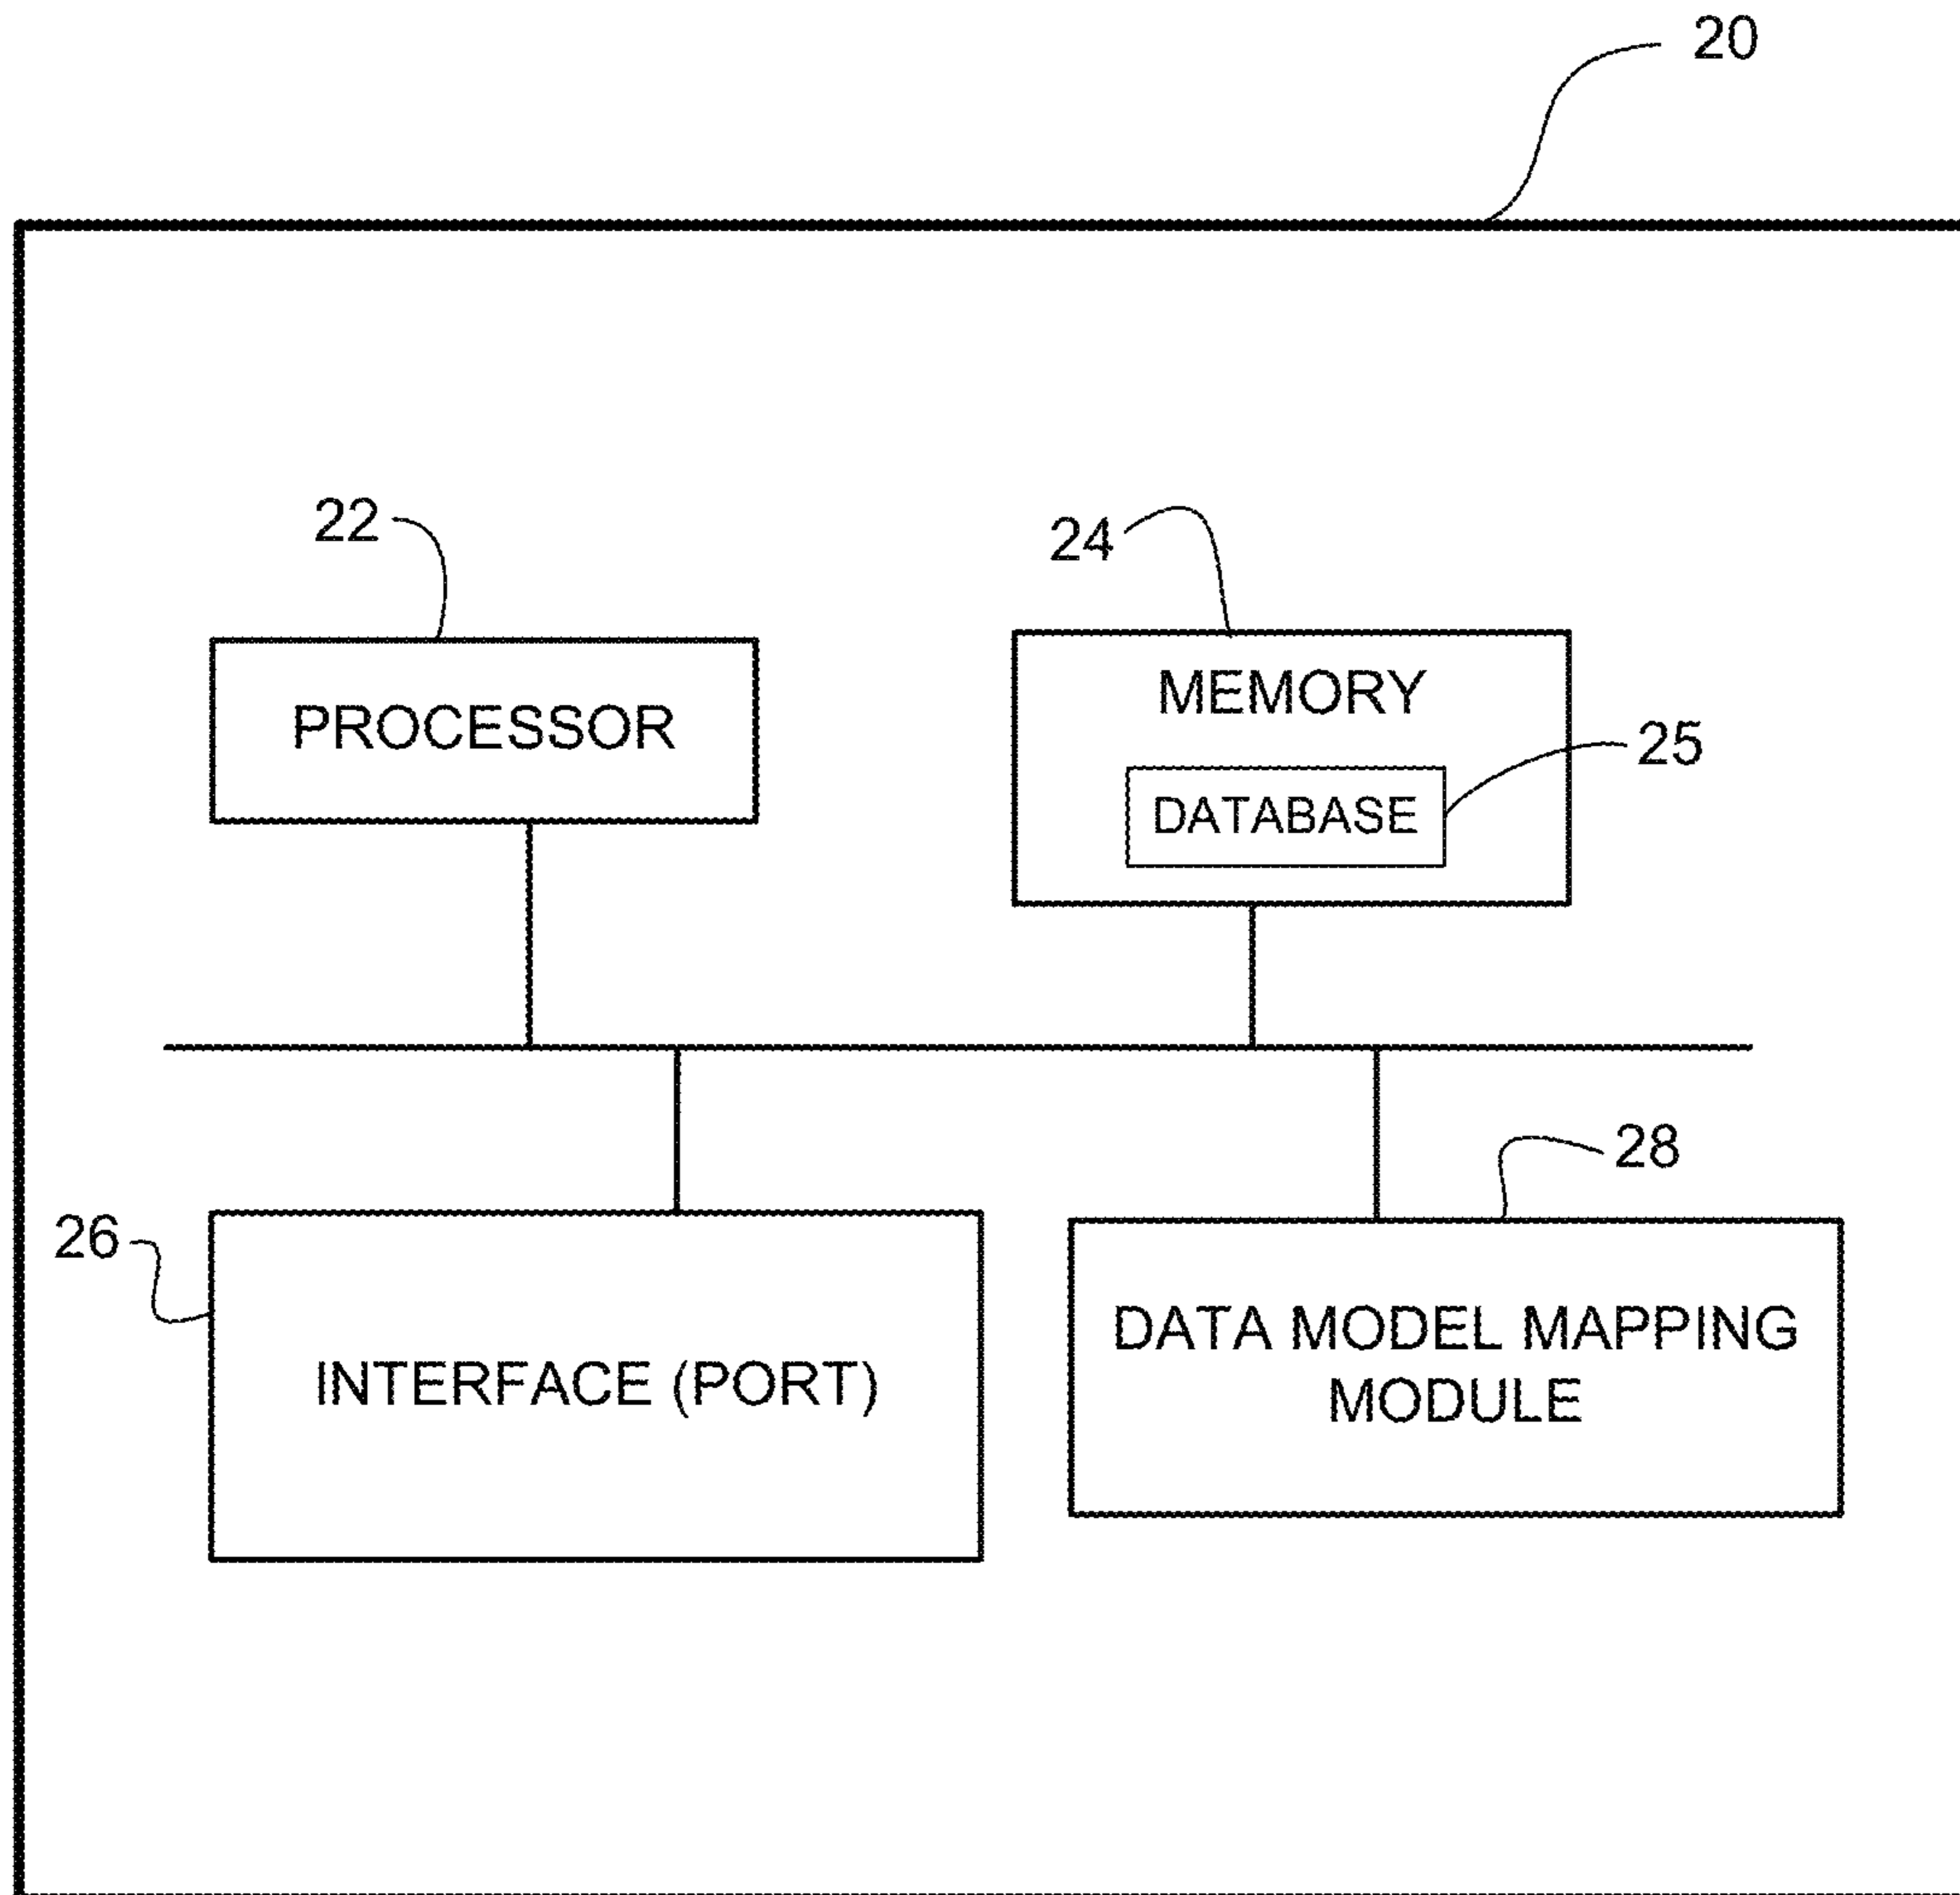 20
22
24
PROCESSOR
MEMORY
25
DATABASE
28
26
INTERFACE (PORT)
DATA MODEL MAPPING
MODULE